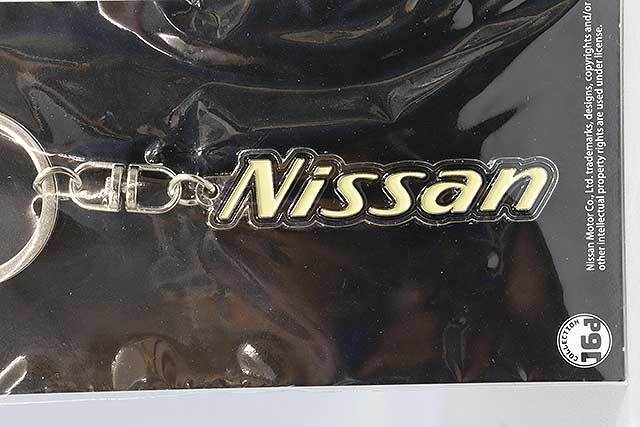 Nissan
Nissan Motor Co., Ltd. trademarks, designs, copyrights and/or
other intellectual property rights are used under license.
COLLECTION